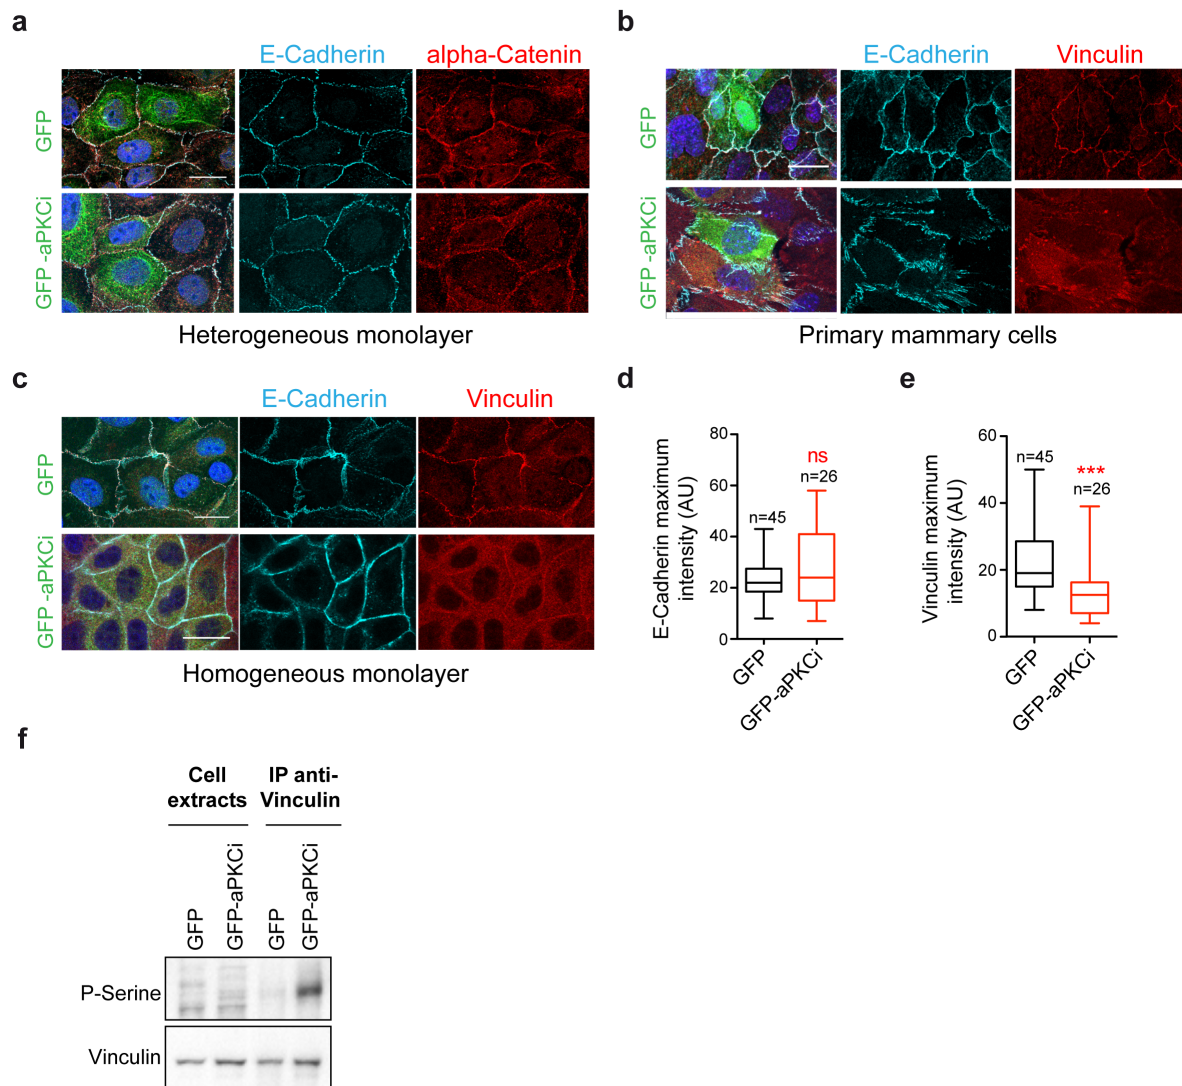 a
E-Cadherin
alpha-Catenin
GFP
GFP -aPKCi
Heterogeneous monolayer
b
E-Cadherin
Vinculin
GFP
GFP -aPKCi
Primary mammary cells
c
E-Cadherin
Vinculin
GFP
GFP -aPKCi
Homogeneous monolayer
d
E-Cadherin maximum
intensity (AU)
80
60
40
20
0
n=45
ns
n=26
GFP
GFP-aPKCi
e
Vinculin maximum
intensity (AU)
60
40
20
0
n=45
***
n=26
GFP
GFP-aPKCi
f
Cell
extracts
IP anti-
Vinculin
GFP
GFP-aPKCi
GFP
GFP-aPKCi
P-Serine
Vinculin